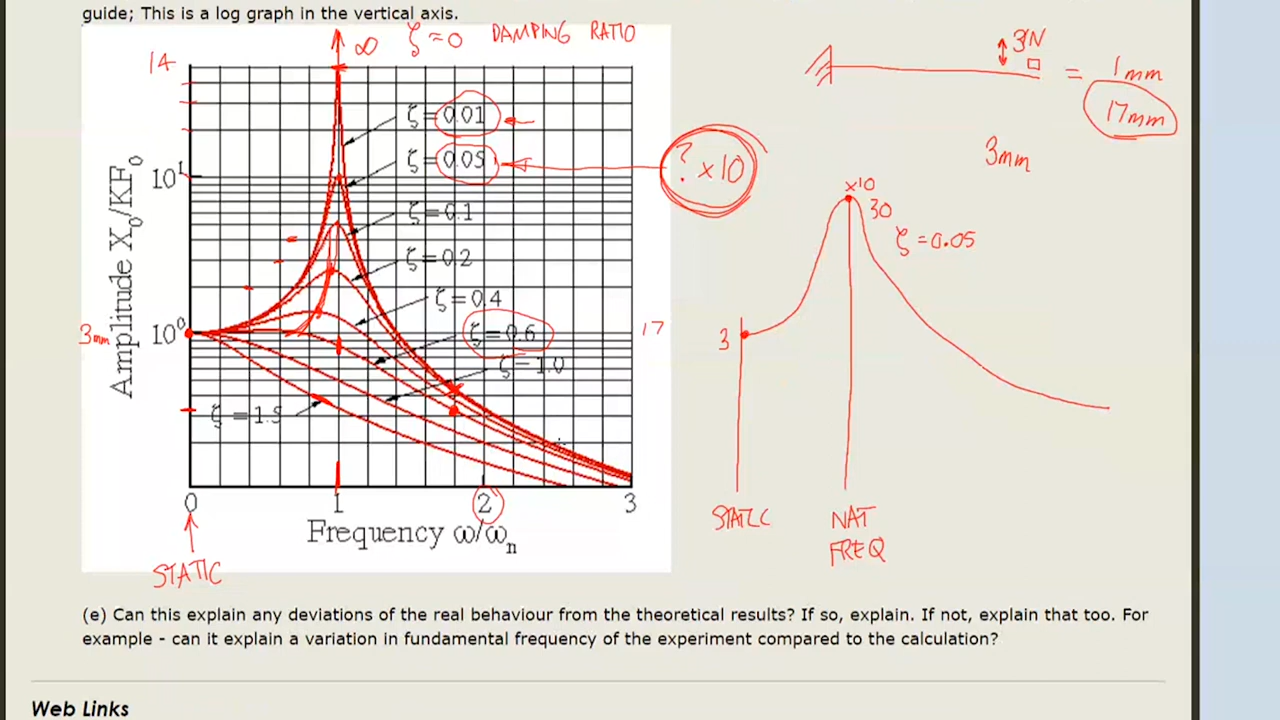 guide; This is a log graph in the vertical axis.
∞ ζ=0 DAMPING RATIO
14
3N
= 1mm
17mm
3mm
ζ=0.01
ζ=0.05
? x10
10¹
ζ=0.1
ζ=0.2
ζ=0.4
ζ=0.6
ζ=1.0
ζ=1.5
3mm
10⁰
17
Amplitude X₀/KF₀
0 1 2 3
Frequency ω/ωₙ
STATIC
x10
30
ζ=0.05
3
STATIC
NAT
FREQ
(e) Can this explain any deviations of the real behaviour from the theoretical results? If so, explain. If not, explain that too. For
example - can it explain a variation in fundamental frequency of the experiment compared to the calculation?
Web Links